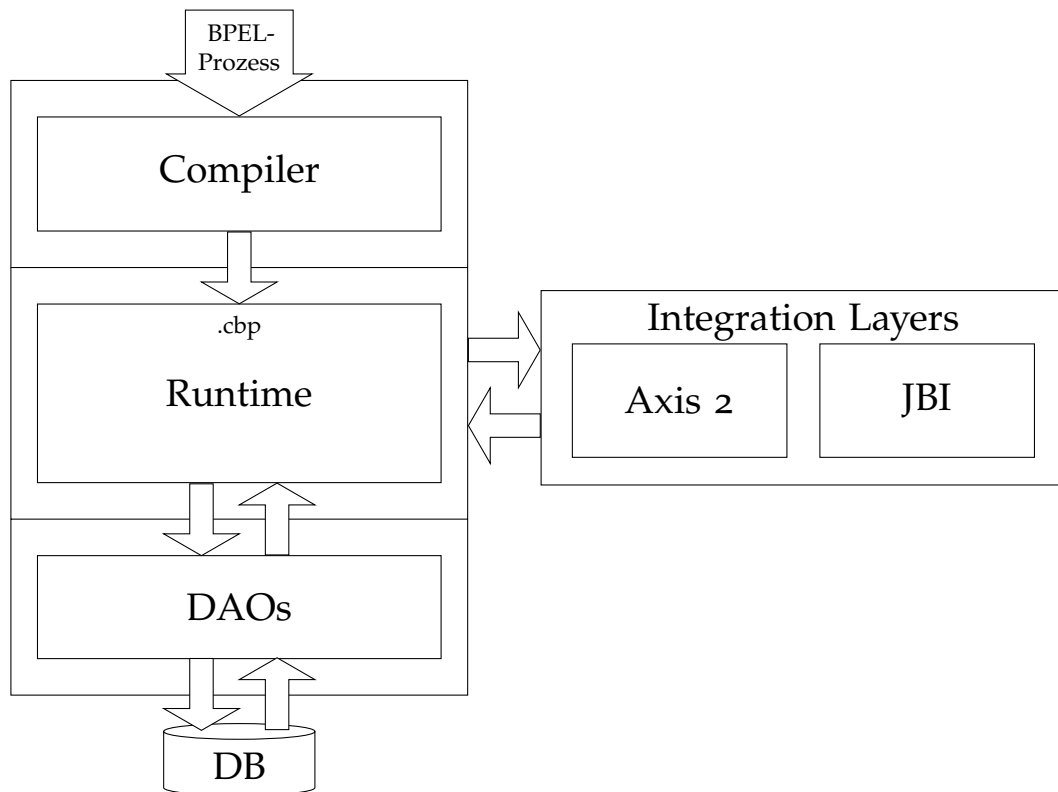 BPEL-
Prozess
Compiler
.cbp
Runtime
Integration Layers
Axis 2
JBI
DAOs
DB